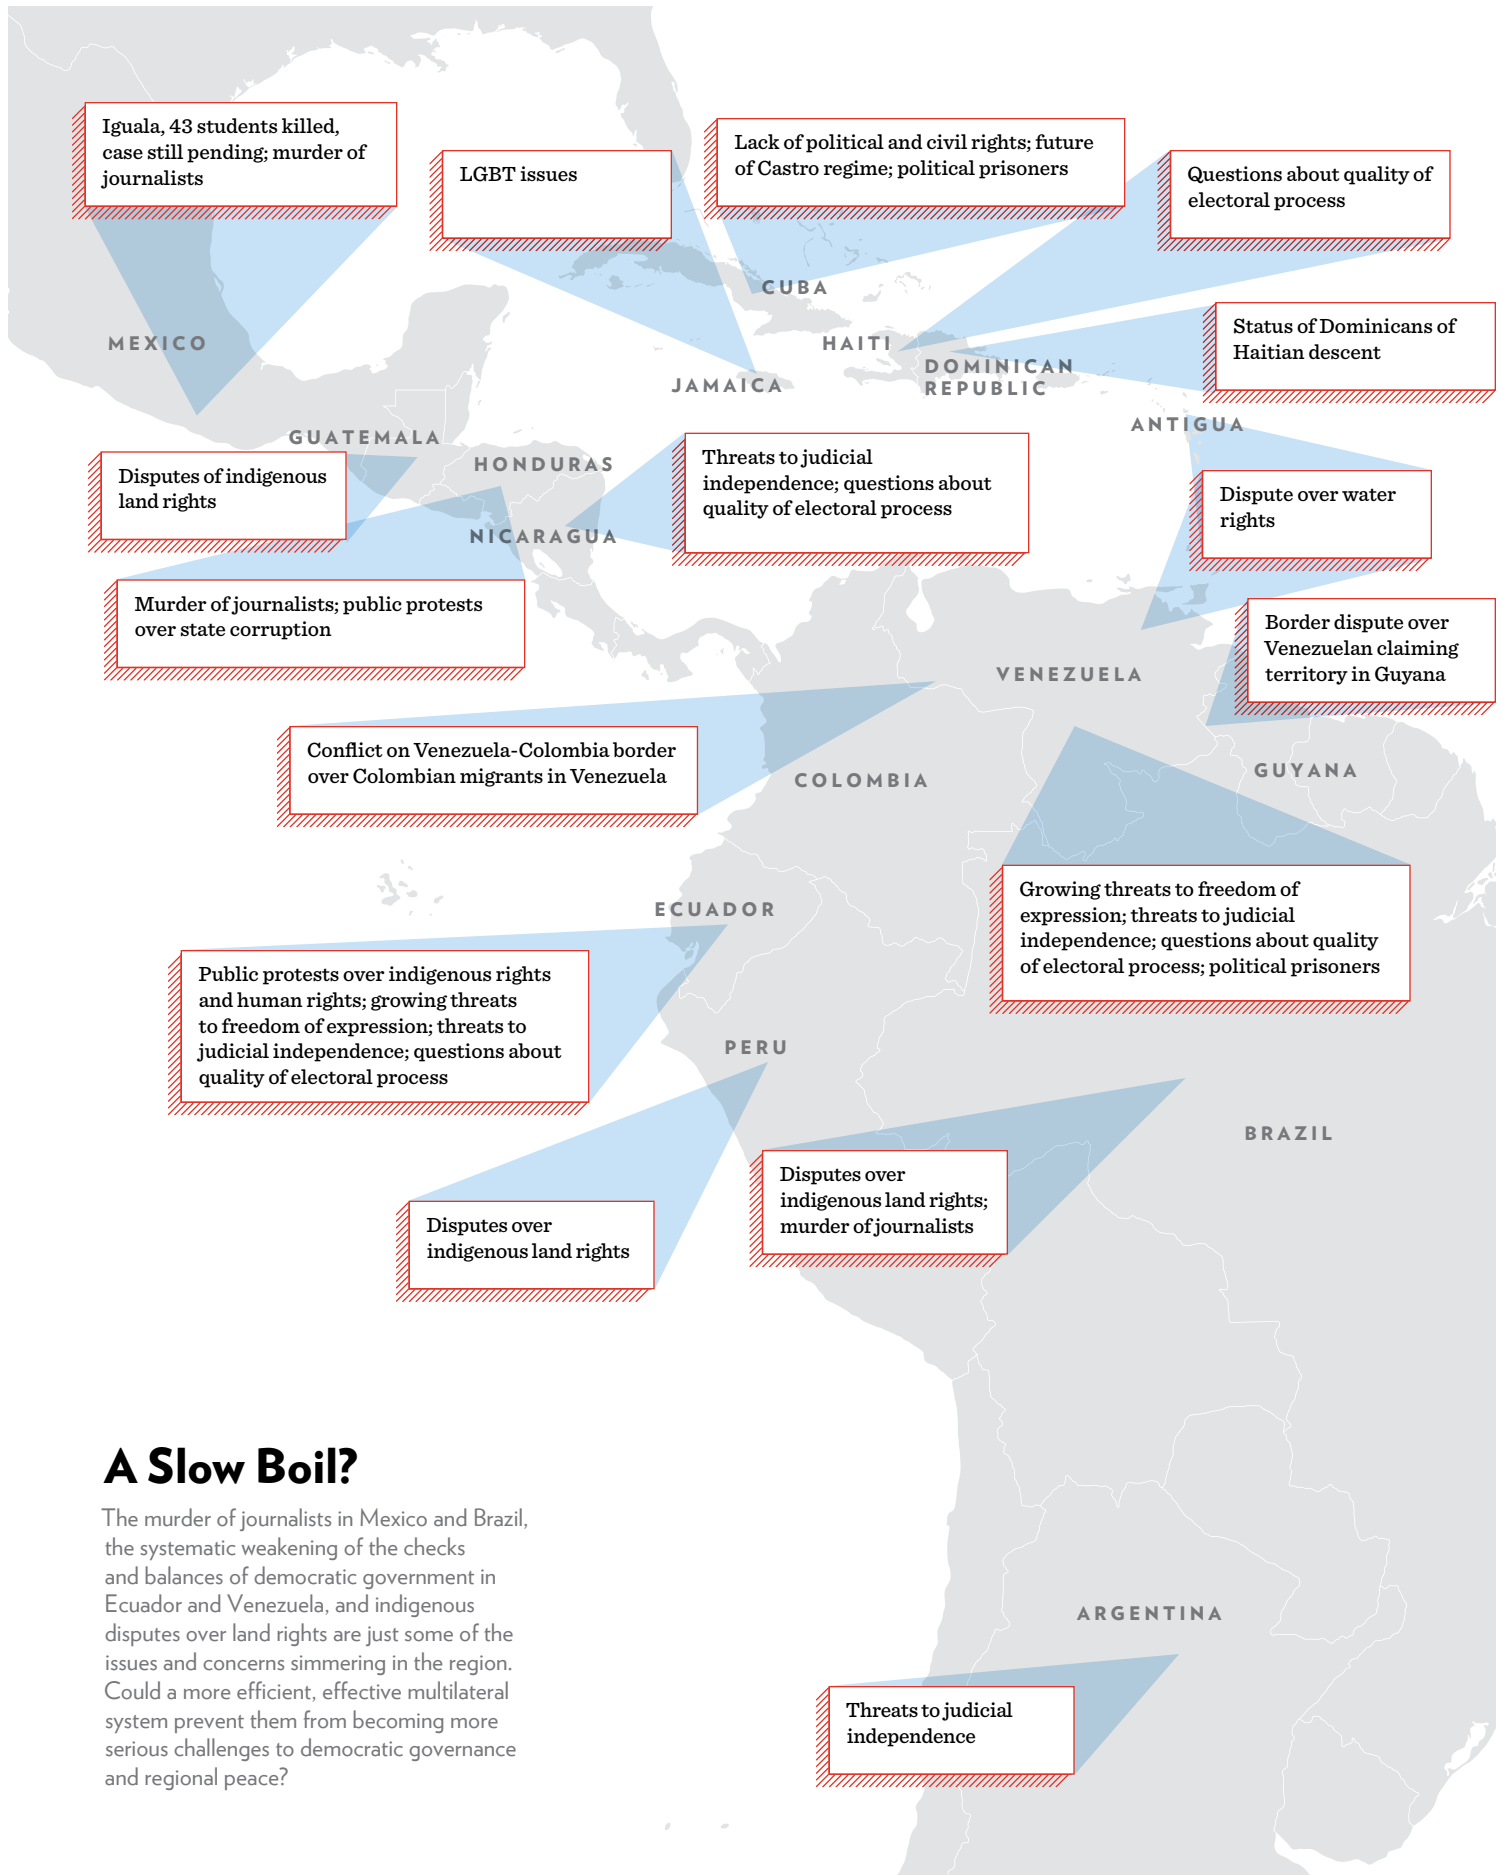 Iguala, 43 students killed,
case still pending; murder of
journalists
LGBT issues
Lack of political and civil rights; future
of Castro regime; political prisoners
Questions about quality of
electoral process
CUBA
MEXICO
HAITI
Status of Dominicans of
Haitian descent
DOMINICAN
REPUBLIC
JAMAICA
ANTIGUA
GUATEMALA
HONDURAS
Disputes of indigenous
land rights
Threats to judicial
independence; questions about
quality of electoral process
Dispute over water
rights
NICARAGUA
Murder of journalists; public protests
over state corruption
Border dispute over
Venezuelan claiming
territory in Guyana
VENEZUELA
Conflict on Venezuela-Colombia border
over Colombian migrants in Venezuela
COLOMBIA
GUYANA
Growing threats to freedom of
expression; threats to judicial
independence; questions about quality
of electoral process; political prisoners
ECUADOR
Public protests over indigenous rights
and human rights; growing threats
to freedom of expression; threats to
judicial independence; questions about
quality of electoral process
PERU
BRAZIL
Disputes over
indigenous land rights;
murder of journalists
Disputes over
indigenous land rights
A Slow Boil?
The murder of journalists in Mexico and Brazil,
the systematic weakening of the checks
and balances of democratic government in
Ecuador and Venezuela, and indigenous
disputes over land rights are just some of the
issues and concerns simmering in the region.
Could a more efficient, effective multilateral
system prevent them from becoming more
serious challenges to democratic governance
and regional peace?
ARGENTINA
Threats to judicial
independence